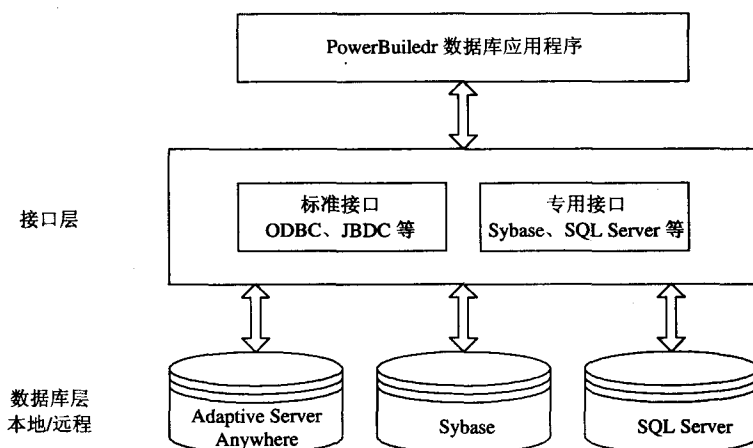 PowerBuiledr 数据库应用程序
接口层
标准接口
ODBC、JBDC 等
专用接口
Sybase、SQL Server 等
数据库层
本地/远程
Adaptive Server
Anywhere
Sybase
SQL Server